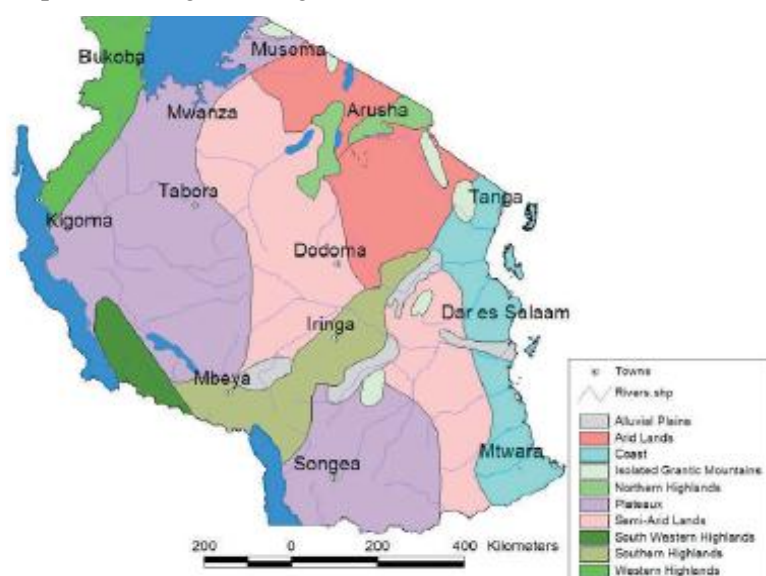 Bukoba
Musoma
Mwanza
Arusha
Tabora
Kigoma
Tanga
Dodoma
Dar es Salaam
Iringa
Mbeya
Songea
Mtwara
200 0 200 400 Kilometers
Towns
Rivers.shp
Alluvial Plains
Arid Lands
Coast
Isolated Grantic Mountains
Northern Highlands
Plateaux
Semi-Arid Lands
South Western Highlands
Southern Highlands
Western Highlands